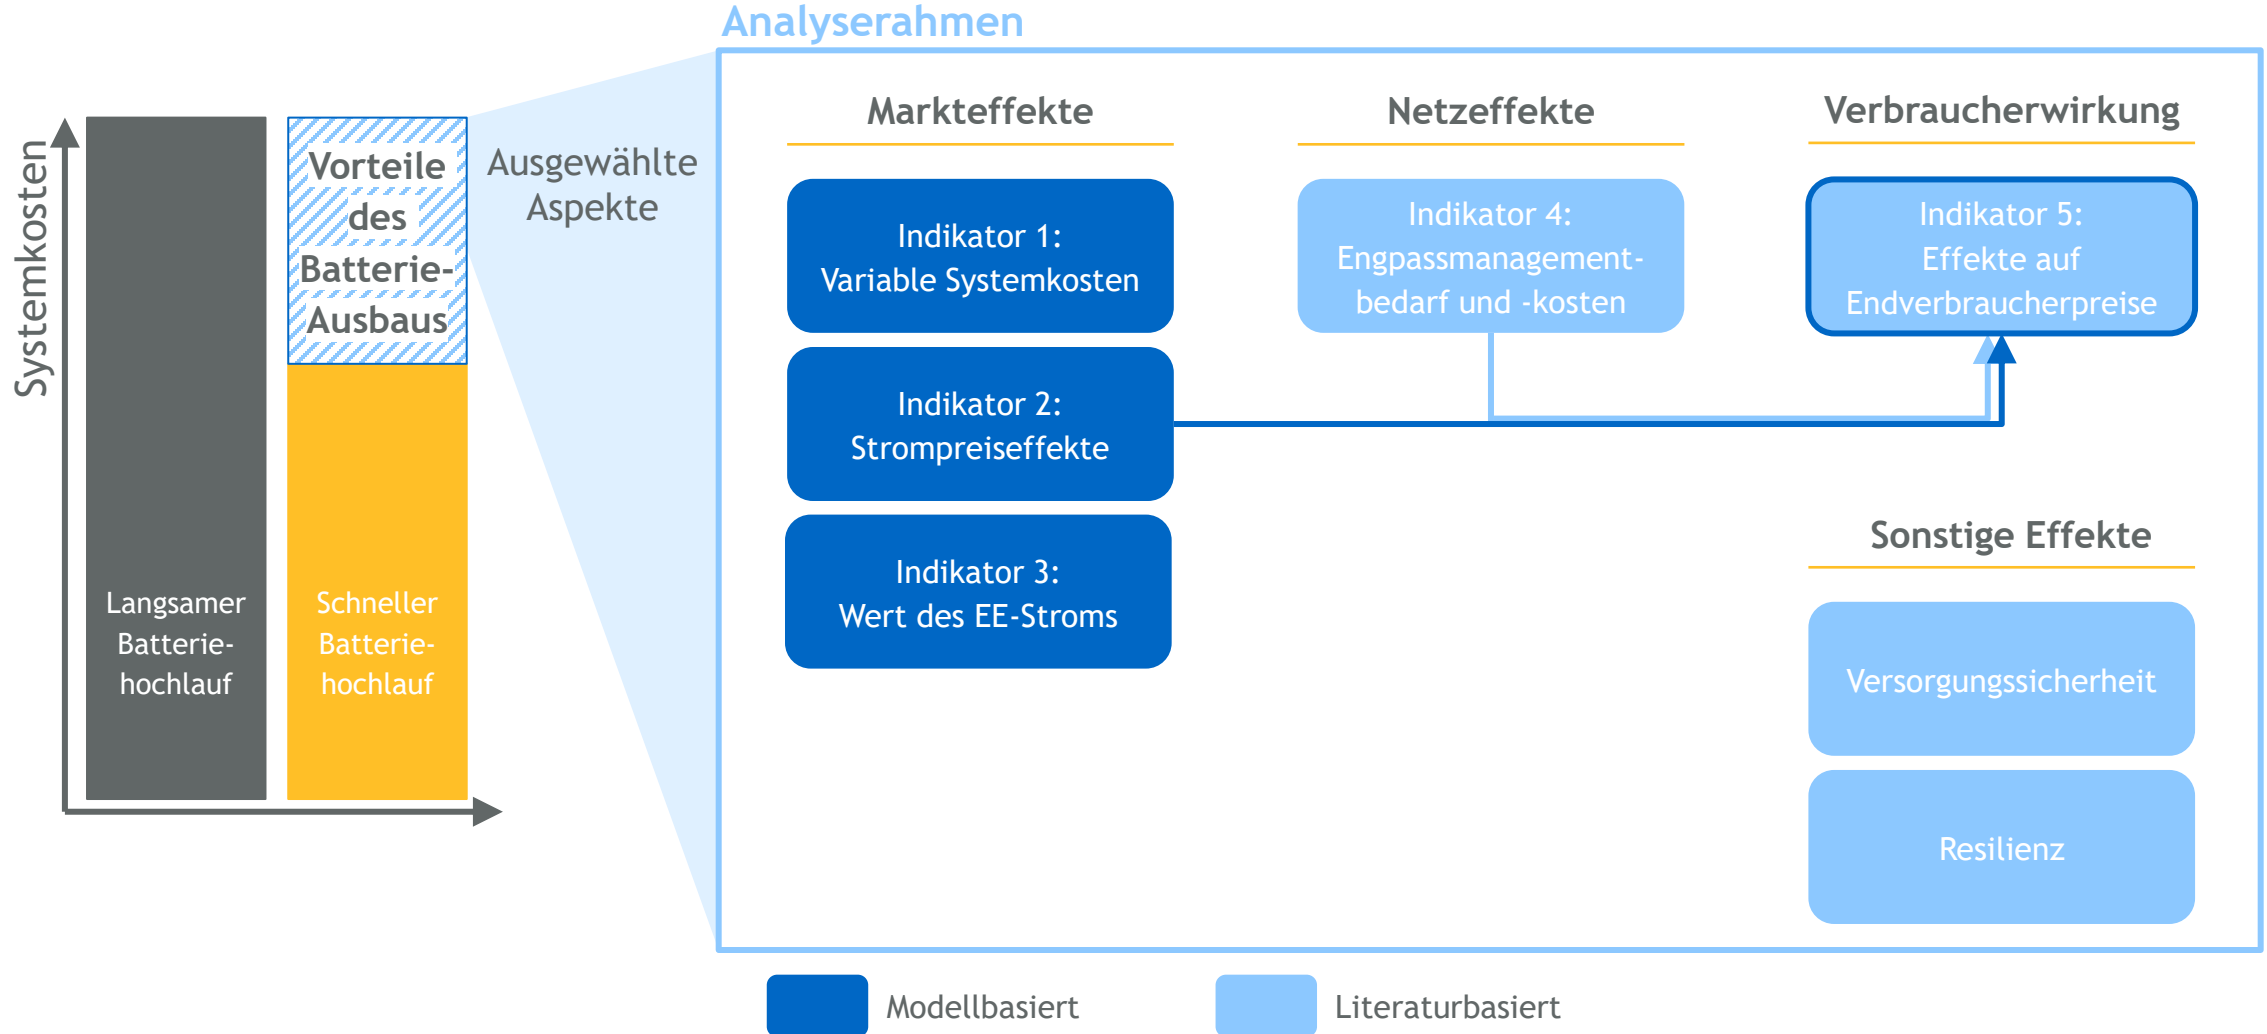 Analyserahmen
Systemkosten
Vorteile
des
Batterie-
Ausbaus
Langsamer
Batterie-
hochlauf
Schneller
Batterie-
hochlauf
Ausgewählte
Aspekte
Markteffekte
Indikator 1:
Variable Systemkosten
Indikator 2:
Strompreiseffekte
Indikator 3:
Wert des EE-Stroms
Netzeffekte
Indikator 4:
Engpassmanagement-
bedarf und -kosten
Verbraucherwirkung
Indikator 5:
Effekte auf
Endverbraucherpreise
Sonstige Effekte
Versorgungssicherheit
Resilienz
Modellbasiert
Literaturbasiert